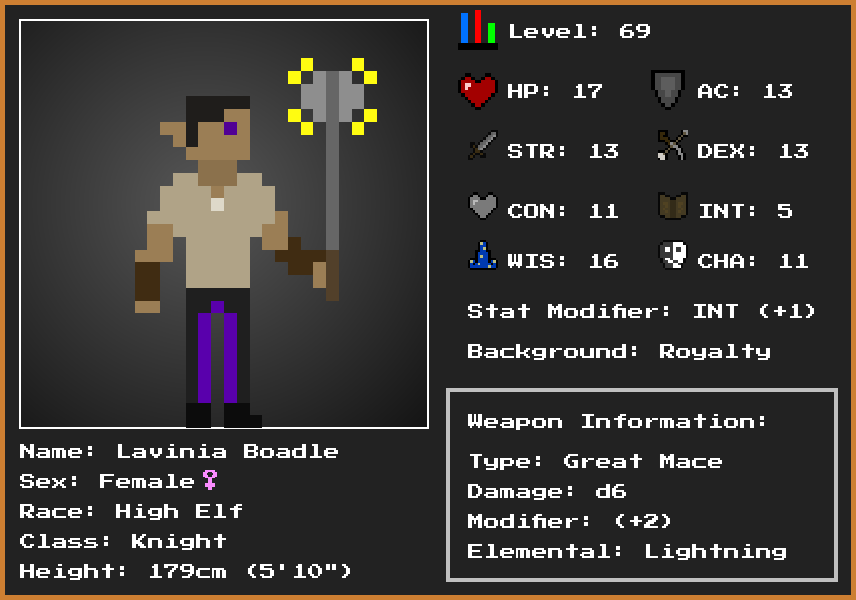 Level: 69
HP: 17 AC: 13
STR: 13 DEX: 13
CON: 11 INT: 5
WIS: 16 CHA: 11
Stat Modifier: INT (+1)
Background: Royalty
Weapon Information:
Type: Great Mace
Damage: d6
Modifier: (+2)
Elemental: Lightning
Name: Lavinia Boadle
Sex: Female♀
Race: High Elf
Class: Knight
Height: 179cm (5'10")